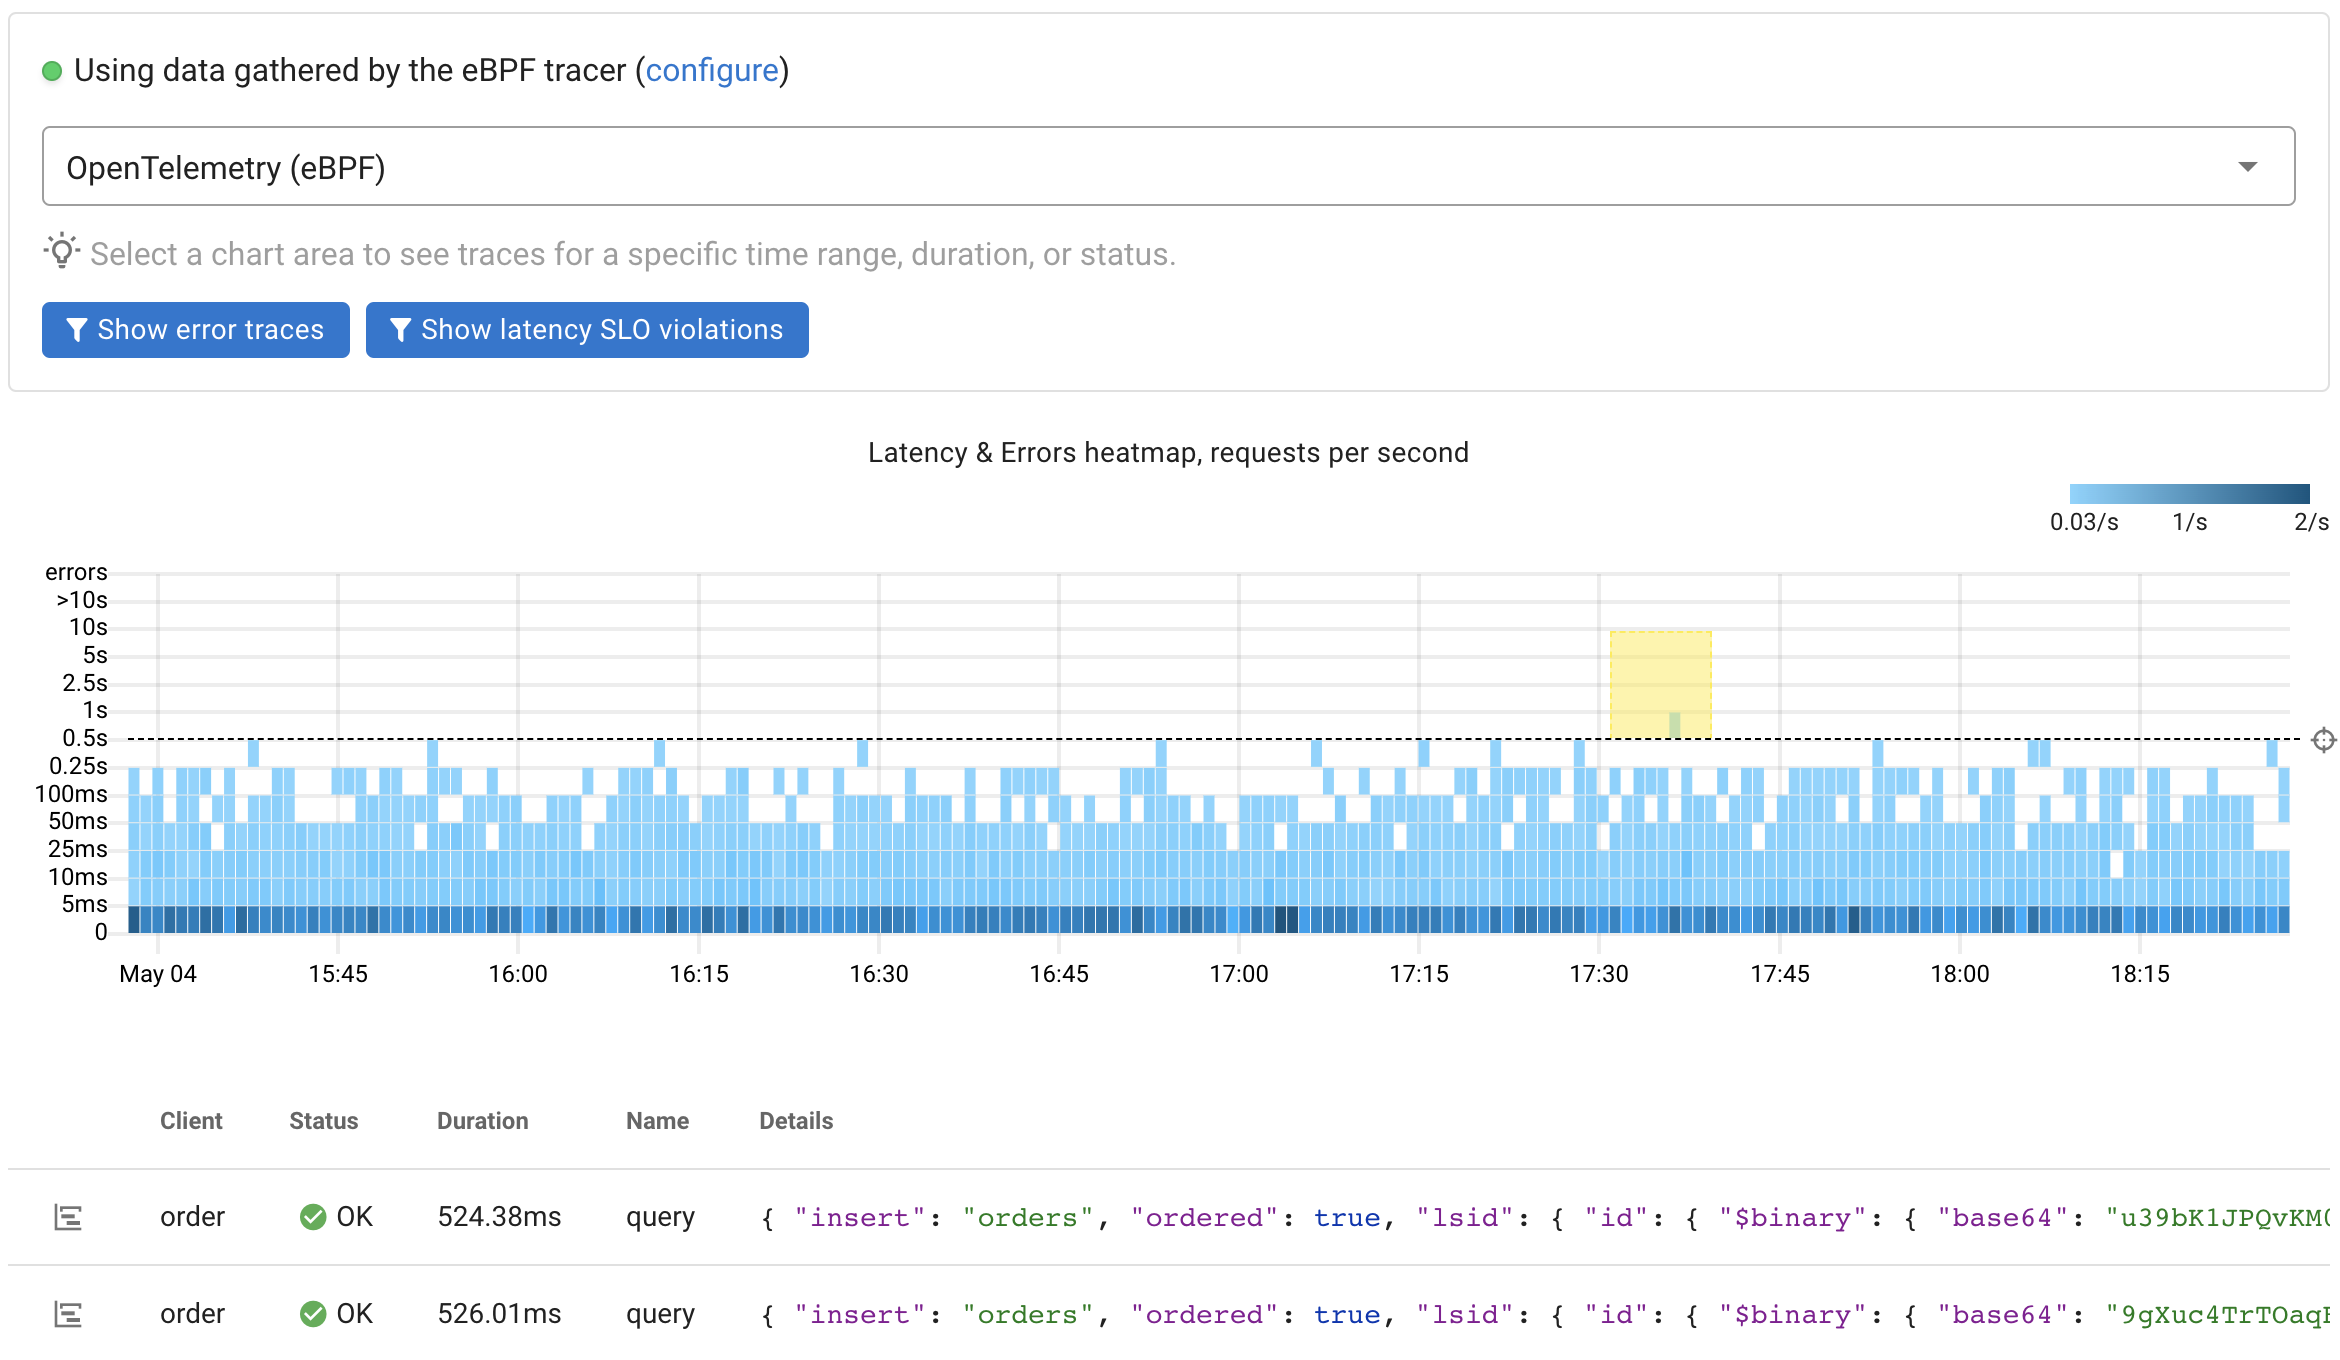 Using data gathered by the eBPF tracer (configure)
OpenTelemetry (eBPF)
Select a chart area to see traces for a specific time range, duration, or status.
Show error traces Show latency SLO violations
Latency & Errors heatmap, requests per second
0.03/s 1/s 2/s
errors
>10s
10s
5s
2.5s
1s
0.5s
0.25s
100ms
50ms
25ms
10ms
5ms
0
May 04 15:45 16:00 16:15 16:30 16:45 17:00 17:15 17:30 17:45 18:00 18:15
Client Status Duration Name Details
order OK 524.38ms query { "insert": "orders", "ordered": true, "lsid": { "id": { "$binary": { "base64":
order OK 526.01ms query { "insert": "orders", "ordered": true, "lsid": { "id": { "$binary": { "base64":